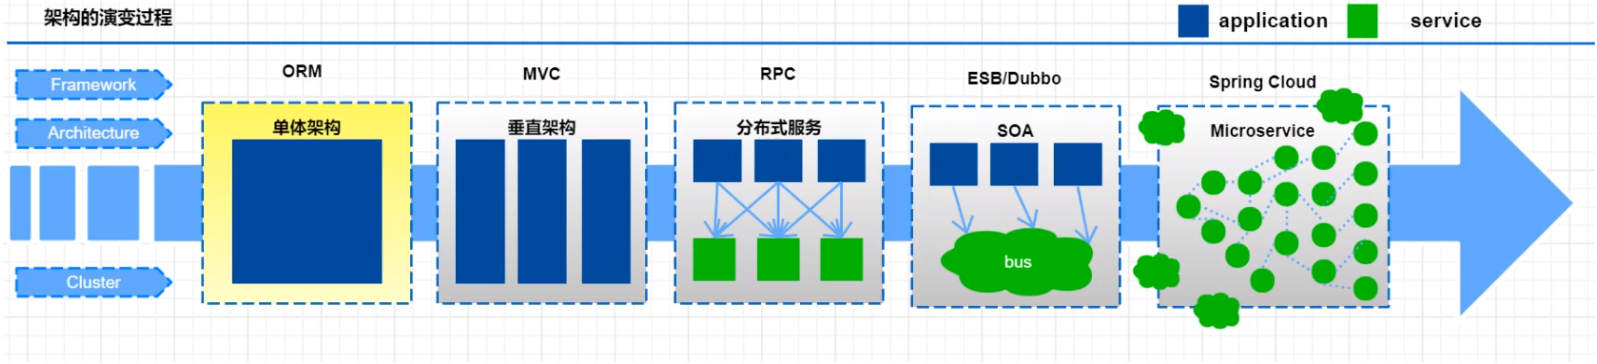 架构的演变过程
application
service
Framework
Architecture
Cluster
ORM
单体架构
MVC
垂直架构
RPC
分布式服务
ESB/Dubbo
SOA
bus
Spring Cloud
Microservice